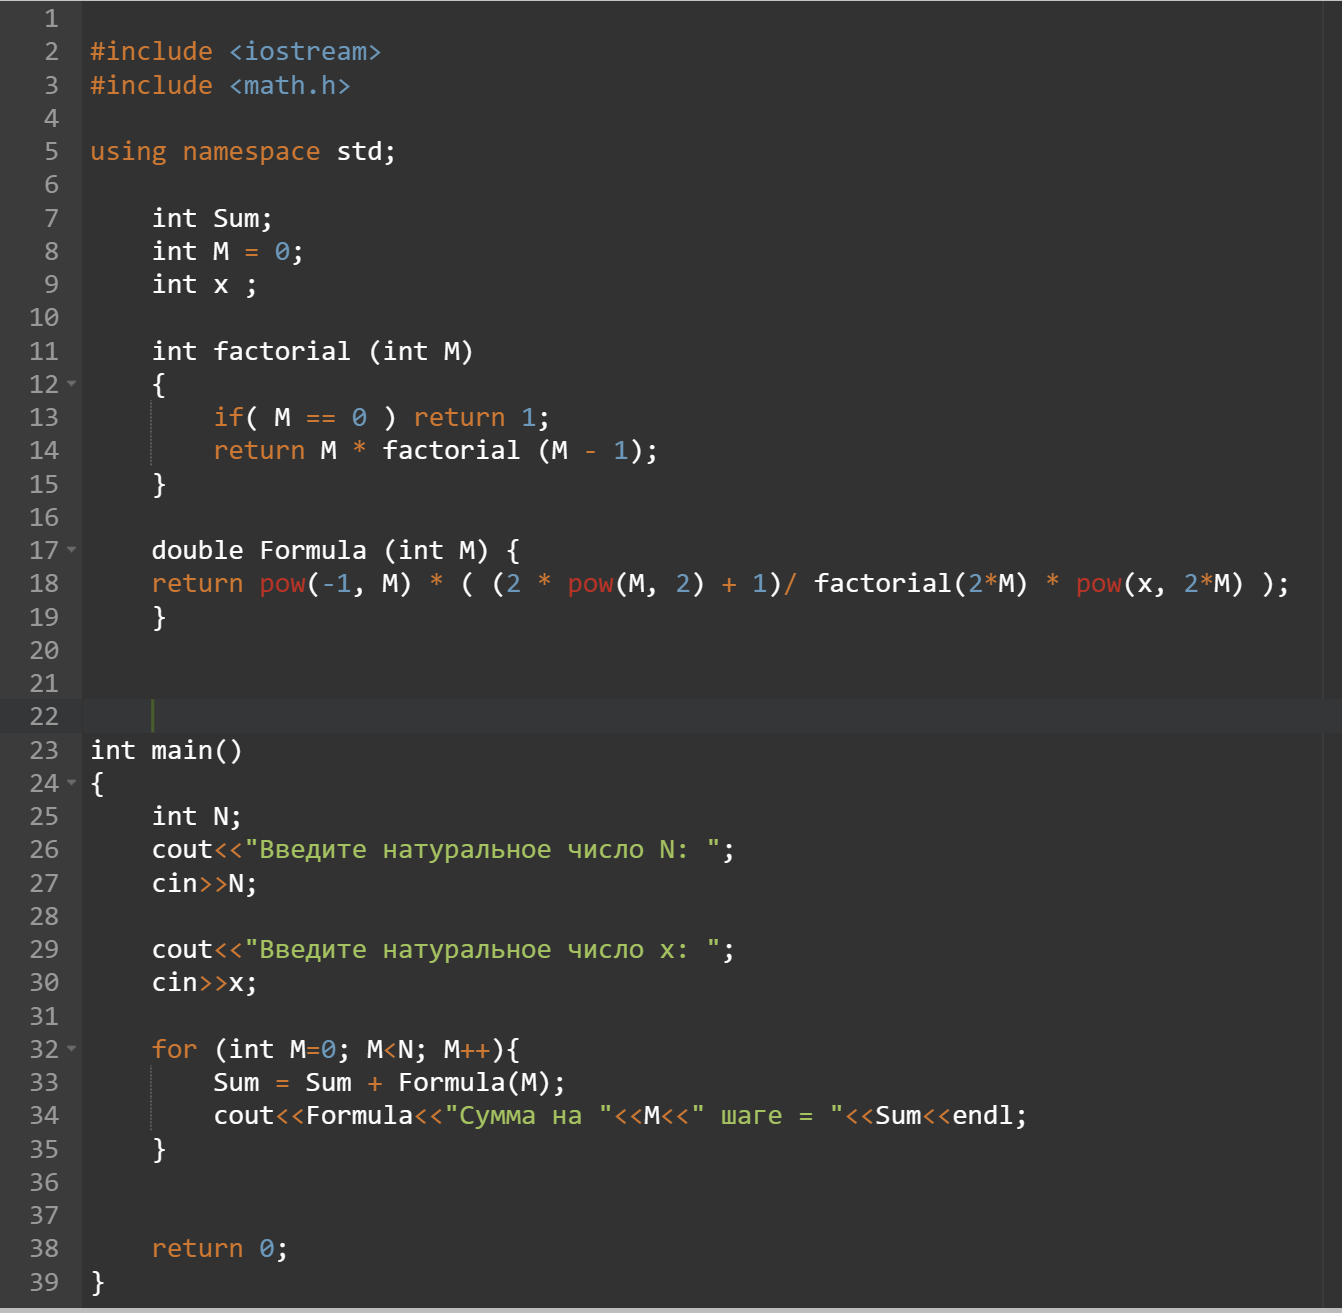 1
2 #include <iostream>
3 #include <math.h>
4
5 using namespace std;
6
7     int Sum;
8     int M = 0;
9     int x ;
10
11     int factorial (int M)
12     {
13         if( M == 0 ) return 1;
14         return M * factorial (M - 1);
15     }
16
17     double Formula (int M) {
18     return pow(-1, M) * ( (2 * pow(M, 2) + 1)/ factorial(2*M) * pow(x, 2*M) );
19     }
20
21
22
23 int main()
24 {
25     int N;
26     cout<<"Введите натуральное число N: ";
27     cin>>N;
28
29     cout<<"Введите натуральное число x: ";
30     cin>>x;
31
32     for (int M=0; M<N; M++){
33         Sum = Sum + Formula(M);
34         cout<<Formula<<"Сумма на "<<M<<" шаге = "<<Sum<<endl;
35     }
36
37
38     return 0;
39 }